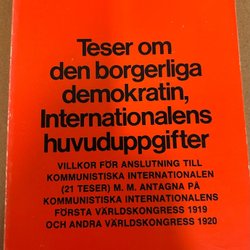 Teser om
den borgerliga
demokratin,
Internationalens
huvuduppgifter
VILLKOR FÖR ANSLUTNING TILL
KOMMUNISTISKA INTERNATIONALEN
(21 TESER) M. M. ANTAGNA PÅ
KOMMUNISTISKA INTERNATIONALENS
FÖRSTA VÄRLDSKONGRESS 1919
OCH ANDRA VÄRLDSKONGRESS 1920